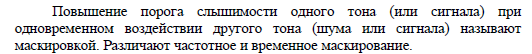 Повышение порога слышимости одного тона (или сигнала) при
одновременном воздействии другого тона (шума или сигнала) называют
маскировкой. Различают частотное и временное маскирование.